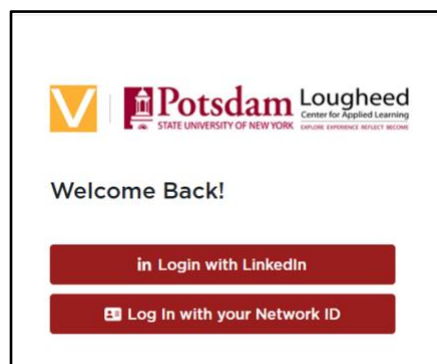 V
Potsdam
STATE UNIVERSITY OF NEW YORK
Lougheed
Center for Applied Learning
EXPLORE EXPERIENCE REFLECT BECOME
Welcome Back!
in Login with LinkedIn
Log In with your Network ID